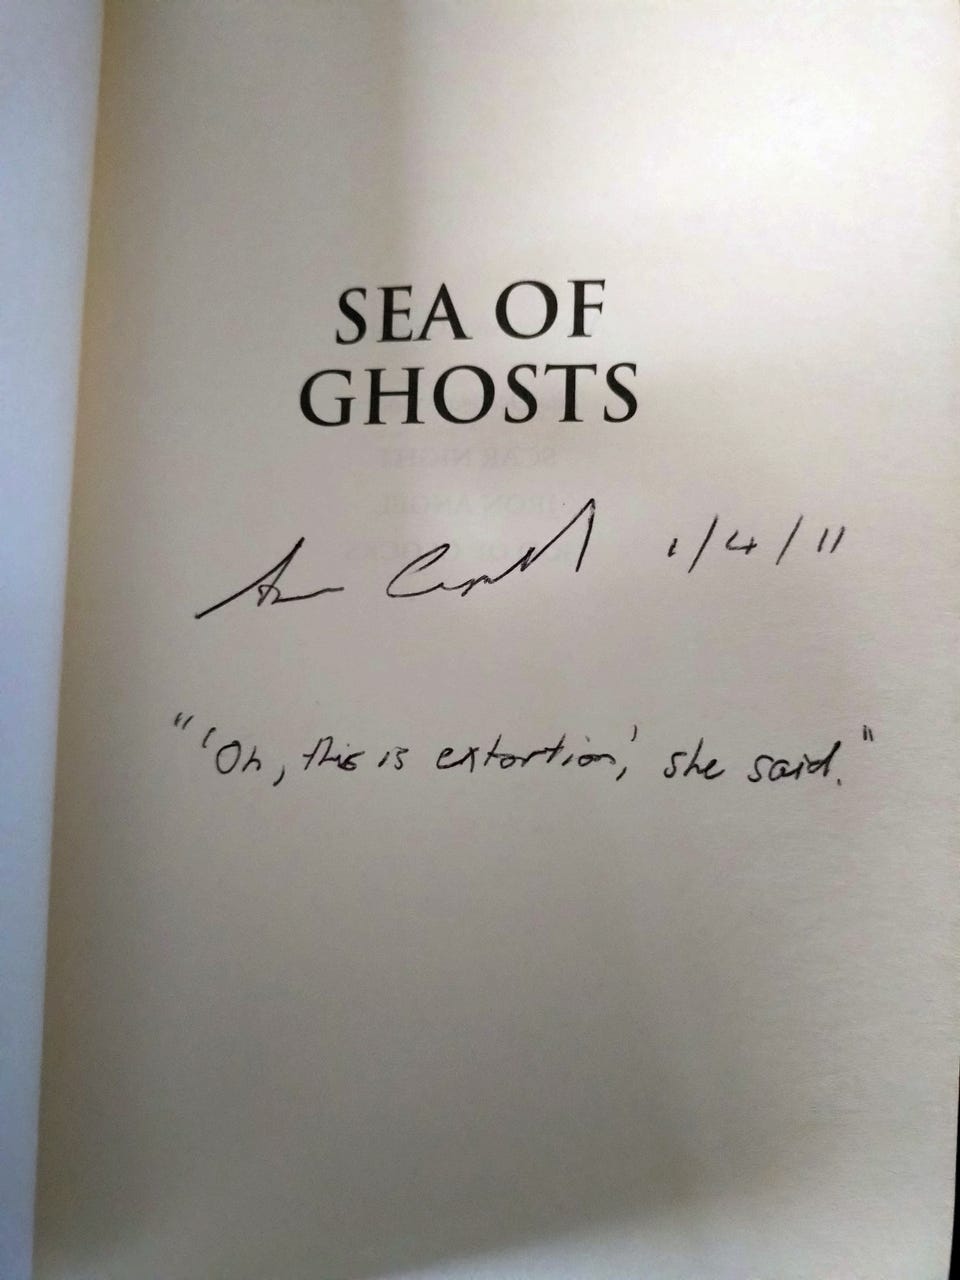 SEA OF
GHOSTS
1/4/11
"'Oh, this is extortion,' she said."